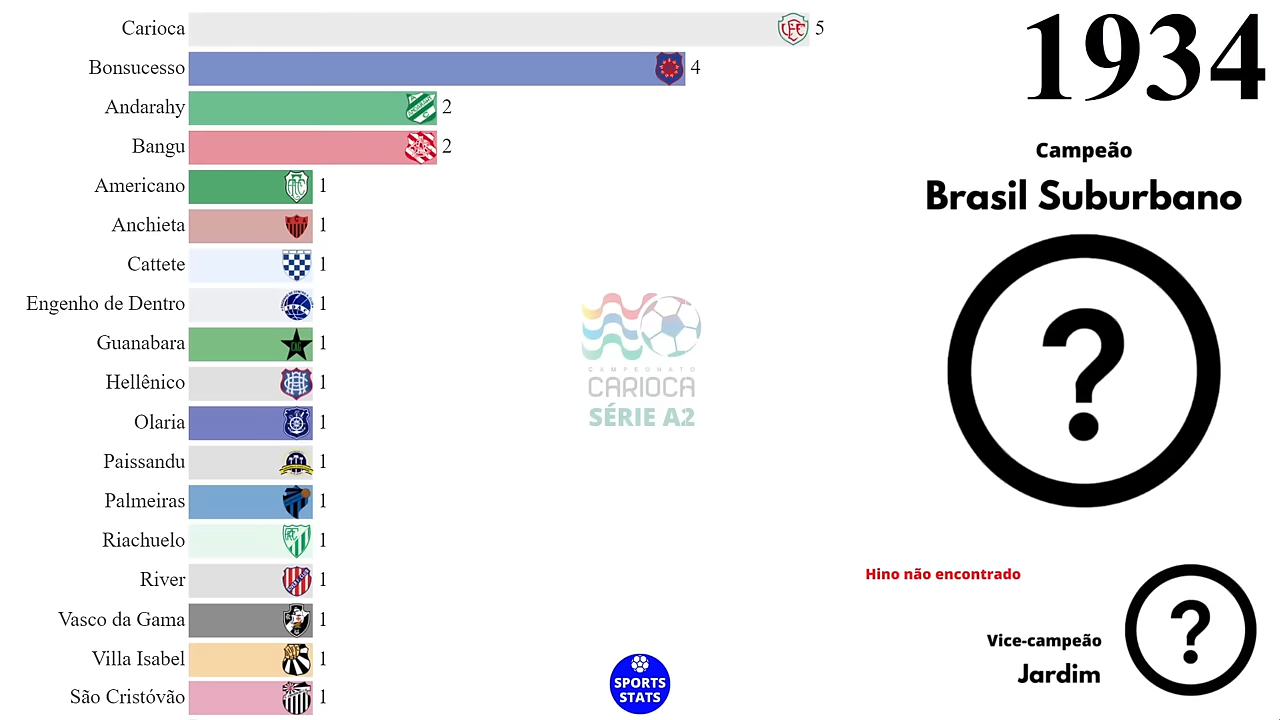 Carioca 5
Bonsucesso 4
Andarahy 2
Bangu 2
Americano 1
Anchieta 1
Cattete 1
Engenho de Dentro 1
Guanabara 1
Hellênico 1
Olaria 1
Paissandu 1
Palmeiras 1
Riachuelo 1
River 1
Vasco da Gama 1
Villa Isabel 1
São Cristóvão 1
CAMPEONATO
CARIOCA
SÉRIE A2
SPORTS
STATS
1934
Campeão
Brasil Suburbano
?
Hino não encontrado
Vice-campeão
Jardim
?